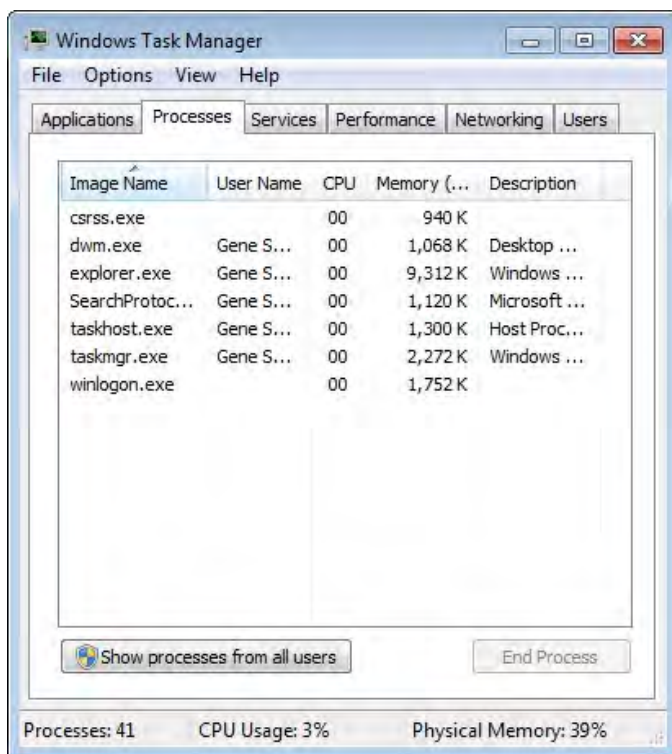 Windows Task Manager
File Options View Help
Applications Processes Services Performance Networking Users
Image Name User Name CPU Memory (... Description
csrss.exe 00 940 K
dwm.exe Gene S... 00 1,068 K Desktop ...
explorer.exe Gene S... 00 9,312 K Windows ...
SearchProtoc... Gene S... 00 1,120 K Microsoft ...
taskhost.exe Gene S... 00 1,300 K Host Proc...
taskmgr.exe Gene S... 00 2,272 K Windows ...
winlogon.exe 00 1,752 K
Show processes from all users End Process
Processes: 41 CPU Usage: 3% Physical Memory: 39%